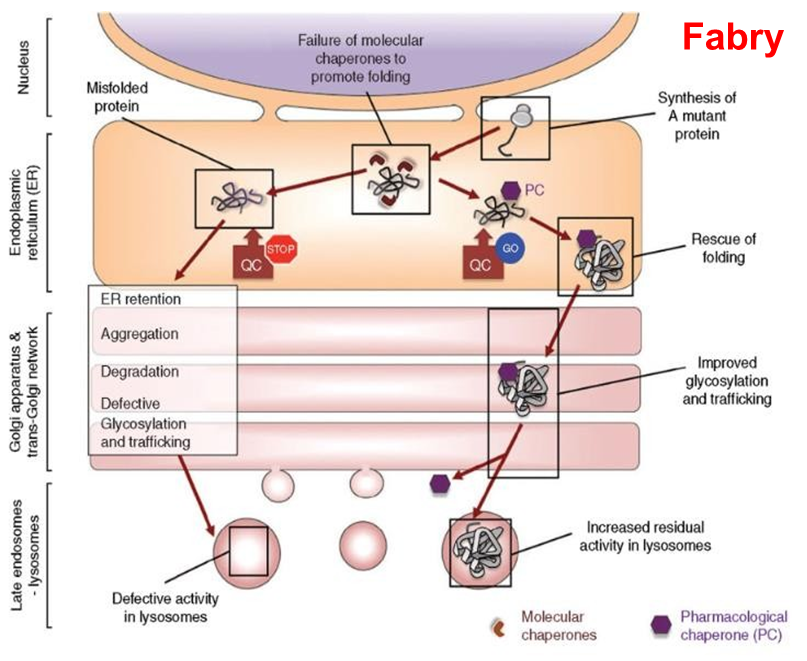 Fabry
Nucleus
Failure of molecular
chaperones to
promote folding
Misfolded
protein
Synthesis of
A mutant
protein
Endoplasmic
reticulum (ER)
PC
STOP
QC
GO
QC
Rescue of
folding
ER retention
Aggregation
Degradation
Defective
Glycosylation
and trafficking
Golgi apparatus &
trans-Golgi network
Improved
glycosylation
and trafficking
Late endosomes
- lysosomes
Increased residual
activity in lysosomes
Defective activity
in lysosomes
Molecular
chaperones
Pharmacological
chaperone (PC)